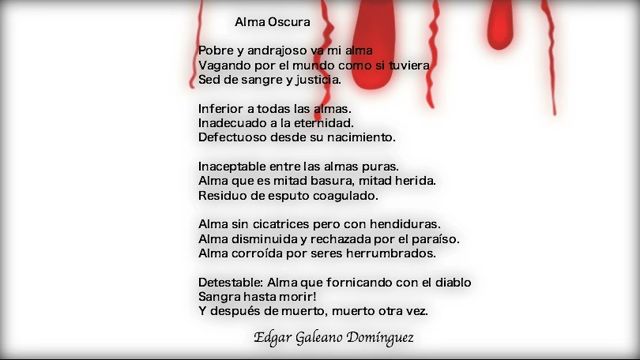 Alma Oscura
Pobre y andrajoso va mi alma
Vagando por el mundo como si tuviera
Sed de sangre y justicia.
Inferior a todas las almas.
Inadecuado a la eternidad.
Defectuoso desde su nacimiento.
Inaceptable entre las almas puras.
Alma que es mitad basura, mitad herida.
Residuo de esputo coagulado.
Alma sin cicatrices pero con hendiduras.
Alma disminuida y rechazada por el paraíso.
Alma corroída por seres herrumbrados.
Detestable: Alma que fornicando con el diablo
Sangra hasta morir!
Y después de muerto, muerto otra vez.
Edgar Galeano Domínguez